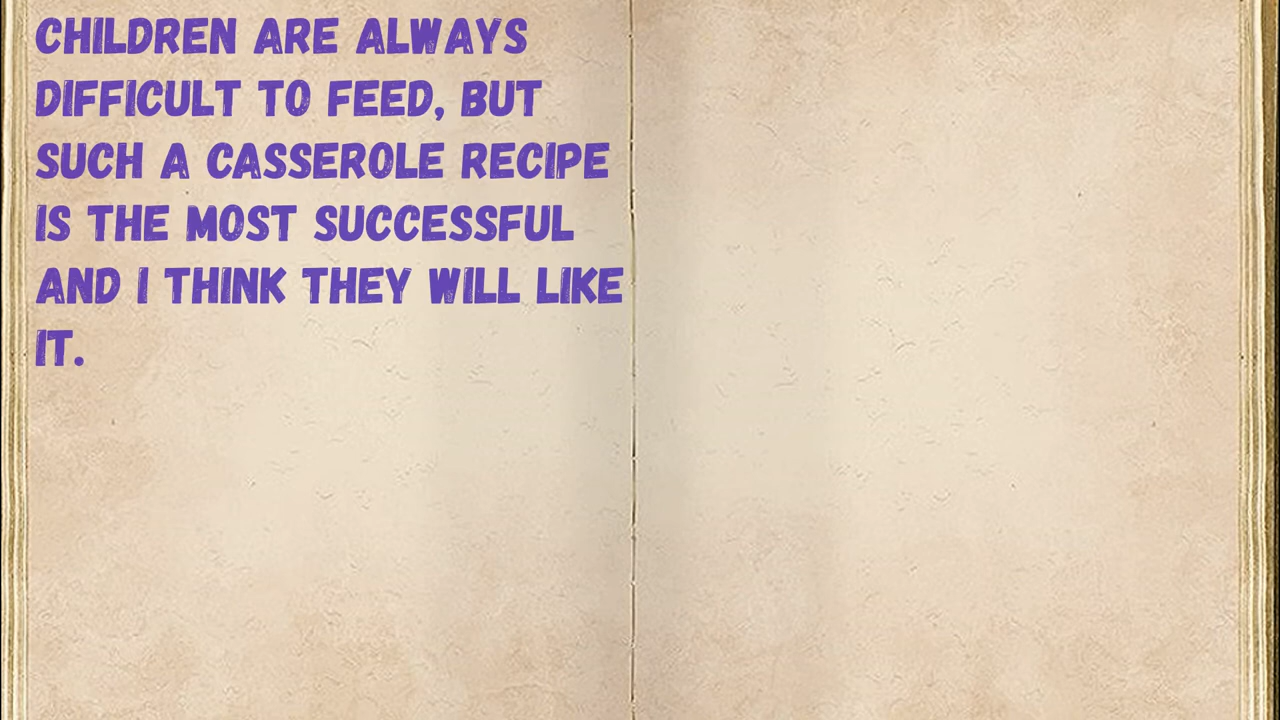 CHILDREN ARE ALWAYS
DIFFICULT TO FEED, BUT
SUCH A CASSEROLE RECIPE
IS THE MOST SUCCESSFUL
AND I THINK THEY WILL LIKE
IT.